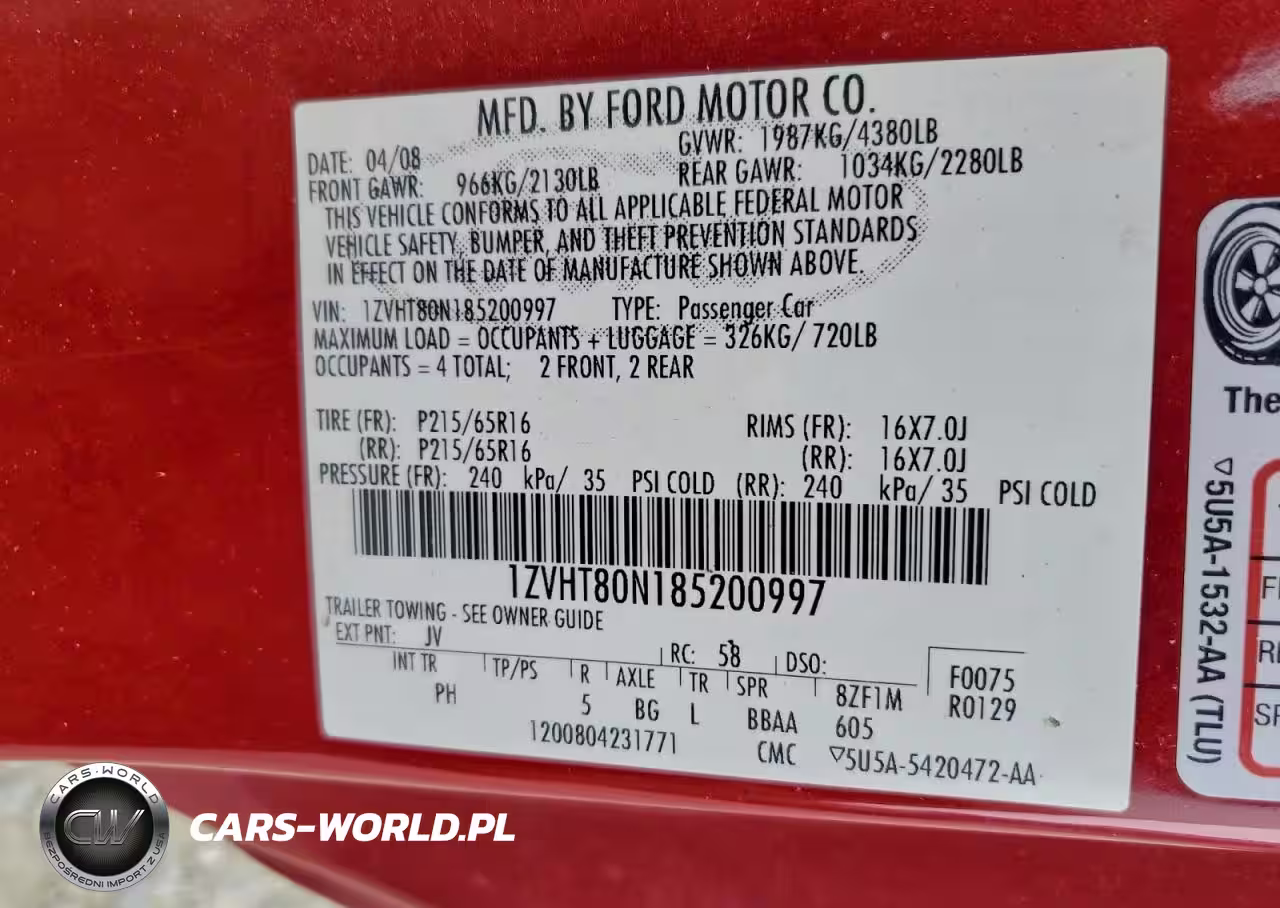 MFD. BY FORD MOTOR CO.
DATE: 04/08 GVWR: 1987KG/4380LB
FRONT GAWR: 966KG/2130LB REAR GAWR: 1034KG/2280LB
THIS VEHICLE CONFORMS TO ALL APPLICABLE FEDERAL MOTOR
VEHICLE SAFETY, BUMPER, AND THEFT PREVENTION STANDARDS
IN EFFECT ON THE DATE OF MANUFACTURE SHOWN ABOVE.
VIN: 1ZVHT80N185200997 TYPE: Passenger Car
MAXIMUM LOAD = OCCUPANTS + LUGGAGE = 326KG/ 720LB
OCCUPANTS = 4 TOTAL; 2 FRONT, 2 REAR
TIRE (FR): P215/65R16 RIMS (FR): 16X7.0J
(RR): P215/65R16 (RR): 16X7.0J
PRESSURE (FR): 240 kPa/ 35 PSI COLD (RR): 240 kPa/ 35 PSI COLD
1ZVHT80N185200997
TRAILER TOWING - SEE OWNER GUIDE
EXT PNT: JV RC: 58 DSO: F0075
INT TR TP/PS R AXLE TR SPR 8ZF1M R0129
PH 5 BG L BBAA 605
1200804231771 CMC ▽5U5A-5420472-AA
The
▽5U5A-1532-AA (TLU)
CARS-WORLD
CW
BEZPOŚREDNI IMPORT Z USA
CARS-WORLD.PL